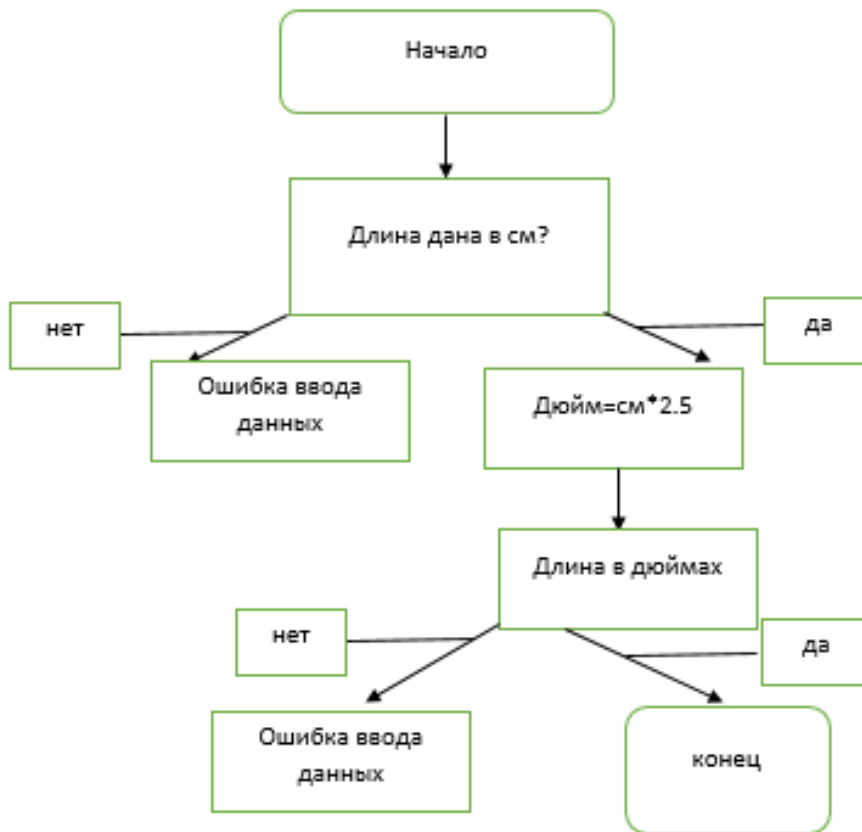 Начало
Длина дана в см?
нет
да
Ошибка ввода
данных
Дюйм=см*2.5
Длина в дюймах
нет
да
Ошибка ввода
данных
конец